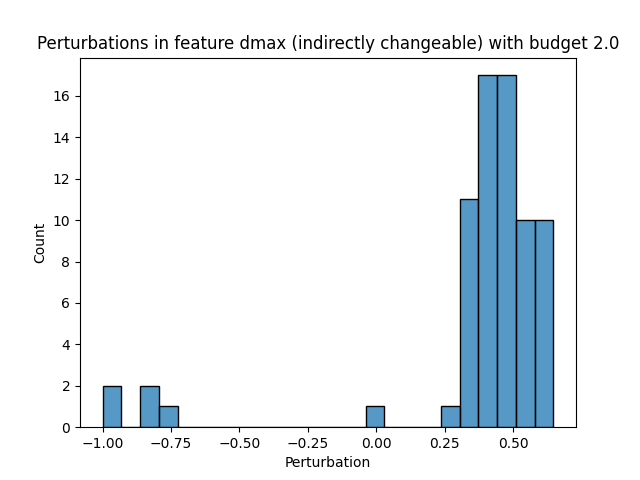 Perturbations in feature dmax (indirectly changeable) with budget 2.0
Count
16
14
12
10
8
6
4
2
0
−1.00 −0.75 −0.50 −0.25 0.00 0.25 0.50
Perturbation